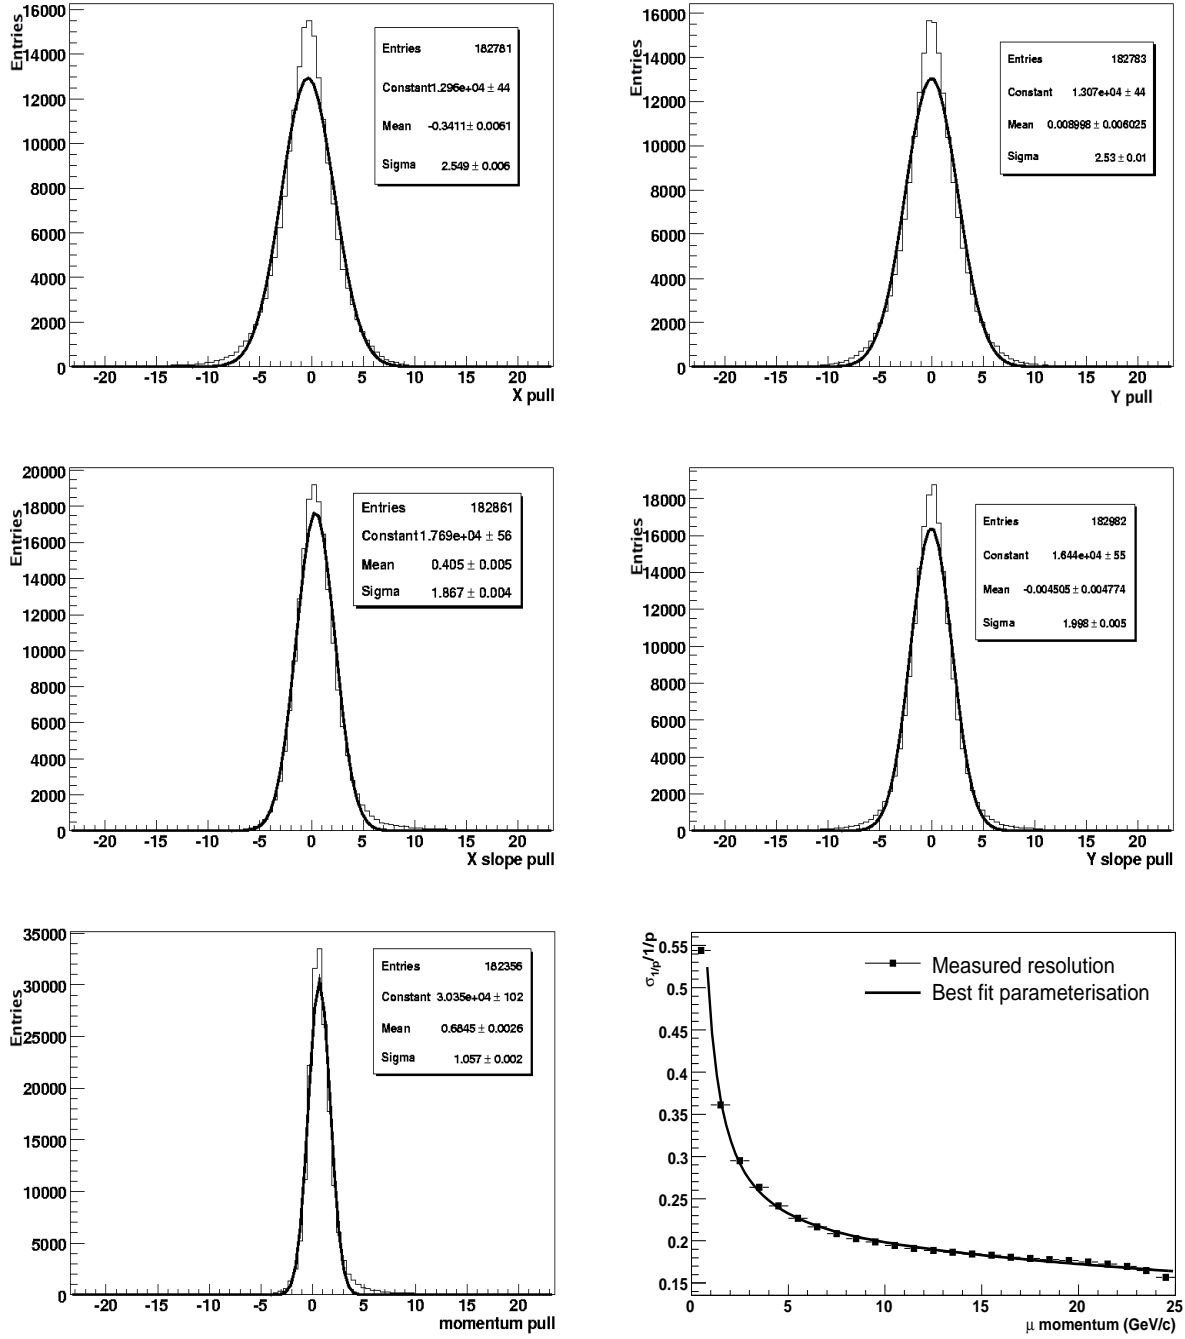 Entries
16000
14000
12000
10000
8000
6000
4000
2000
0
-20 -15 -10 -5 0 5 10 15 20
X pull
Entries 182781
Constant 1.296e+04 ± 44
Mean -0.3411 ± 0.0061
Sigma 2.549 ± 0.006
Entries
16000
14000
12000
10000
8000
6000
4000
2000
0
-20 -15 -10 -5 0 5 10 15 20
Y pull
Entries 182783
Constant 1.307e+04 ± 44
Mean 0.008998 ± 0.006025
Sigma 2.53 ± 0.01
Entries
20000
18000
16000
14000
12000
10000
8000
6000
4000
2000
0
-20 -15 -10 -5 0 5 10 15 20
X slope pull
Entries 182861
Constant 1.769e+04 ± 56
Mean 0.405 ± 0.005
Sigma 1.867 ± 0.004
Entries
18000
16000
14000
12000
10000
8000
6000
4000
2000
0
-20 -15 -10 -5 0 5 10 15 20
Y slope pull
Entries 182982
Constant 1.644e+04 ± 55
Mean -0.004505 ± 0.004774
Sigma 1.998 ± 0.005
Entries
35000
30000
25000
20000
15000
10000
5000
0
-20 -15 -10 -5 0 5 10 15 20
momentum pull
Entries 182356
Constant 3.035e+04 ± 102
Mean 0.6845 ± 0.0026
Sigma 1.057 ± 0.002
σ1/p/1/p
0.55
0.5
0.45
0.4
0.35
0.3
0.25
0.2
0.15
0 5 10 15 20 25
μ momentum (GeV/c)
Measured resolution
Best fit parameterisation